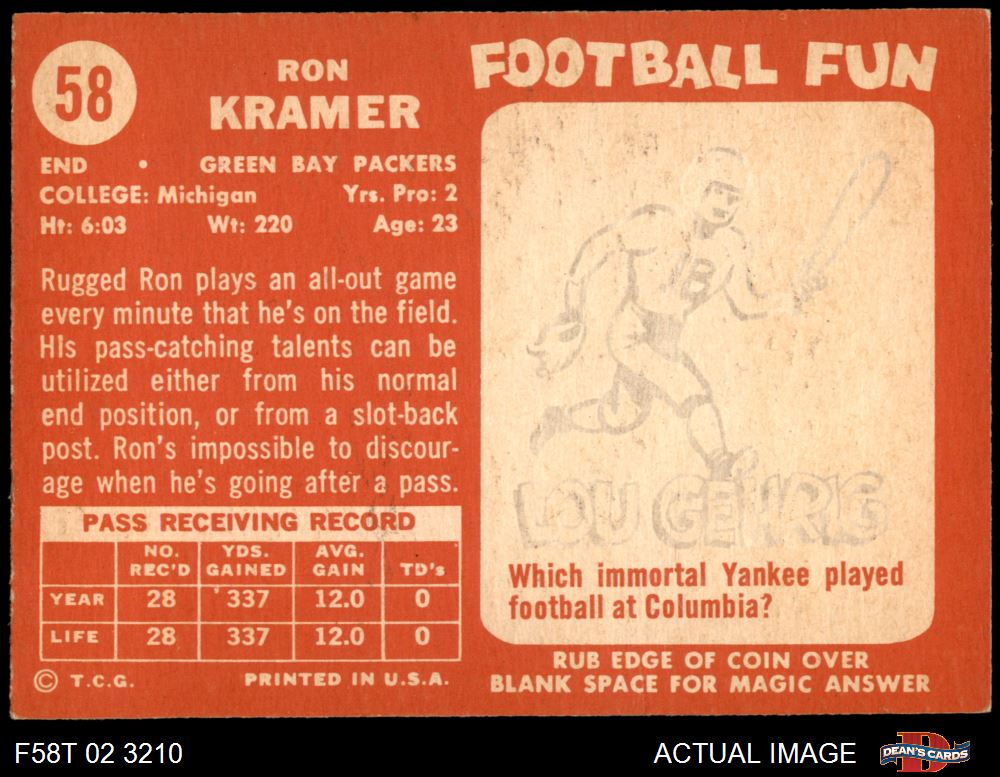 58
RON
KRAMER
END • GREEN BAY PACKERS
COLLEGE: Michigan Yrs. Pro: 2
Ht: 6:03 Wt: 220 Age: 23
Rugged Ron plays an all-out game
every minute that he's on the field.
His pass-catching talents can be
utilized either from his normal
end position, or from a slot-back
post. Ron's impossible to discour-
age when he's going after a pass.
PASS RECEIVING RECORD
NO. REC'D YDS. GAINED AVG. GAIN TD's
YEAR 28 337 12.0 0
LIFE 28 337 12.0 0
© T.C.G. PRINTED IN U.S.A.
FOOTBALL FUN
18
LOU GEHRIG
Which immortal Yankee played
football at Columbia?
RUB EDGE OF COIN OVER
BLANK SPACE FOR MAGIC ANSWER
F58T 02 3210 ACTUAL IMAGE
D
DEAN'S CARDS